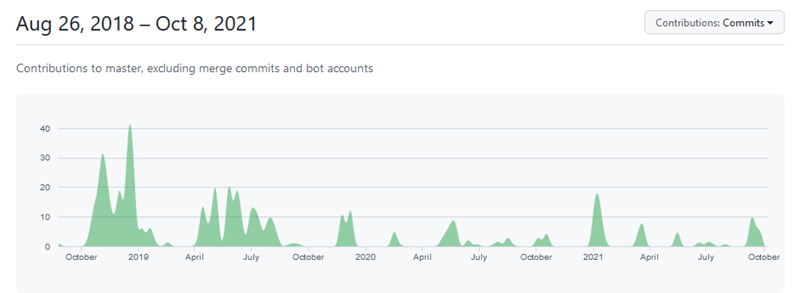 Aug 26, 2018 – Oct 8, 2021
Contributions: Commits
Contributions to master, excluding merge commits and bot accounts
40
30
20
10
0
October 2019 April July October 2020 April July October 2021 April July October